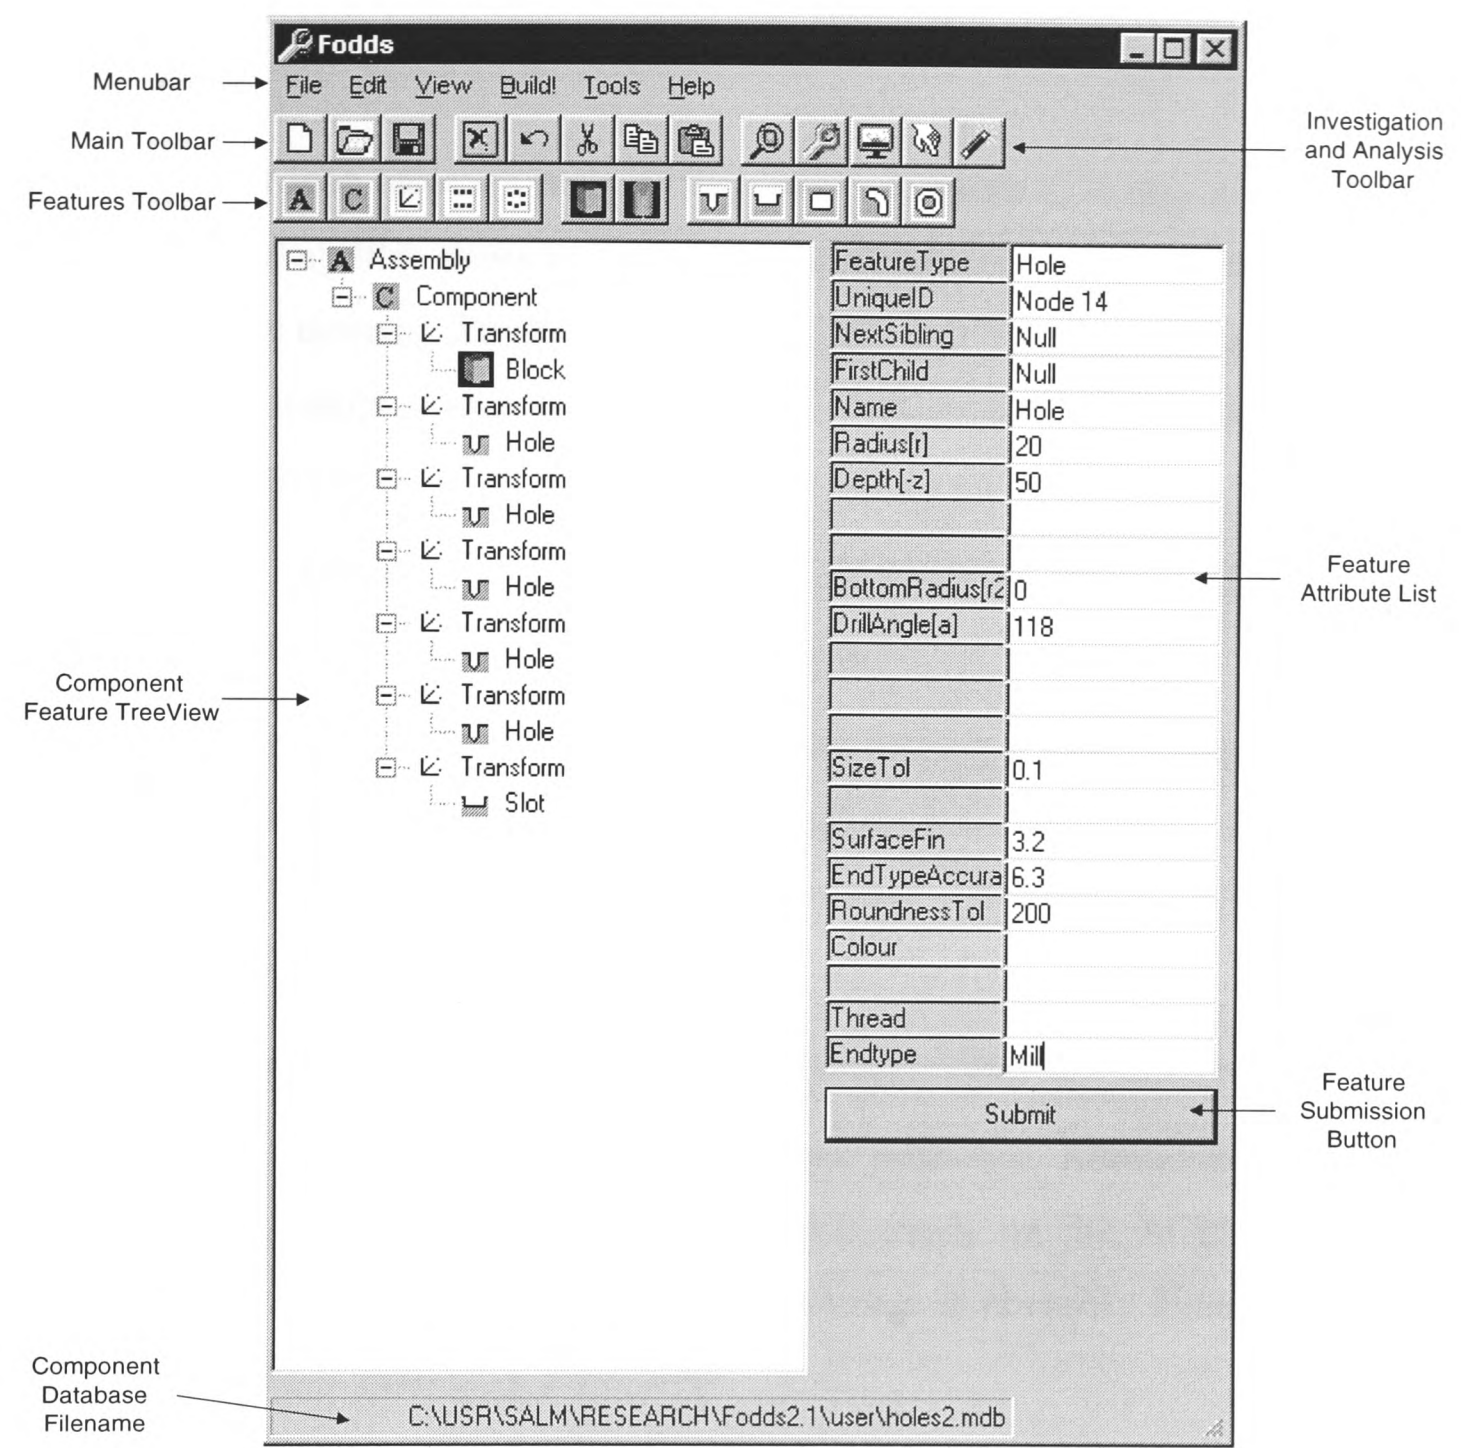 Fodds
Menubar
File Edit View Build! Tools Help
Main Toolbar
Investigation
and Analysis
Toolbar
Features Toolbar
A C
A Assembly
C Component
Transform
Block
Transform
Hole
Transform
Hole
Transform
Hole
Transform
Hole
Transform
Hole
Transform
Slot
FeatureType Hole
UniqueID Node 14
NextSibling Null
FirstChild Null
Name Hole
Radius[r] 20
Depth[-z] 50
BottomRadius[r2 0
DrillAngle[a] 118
SizeTol 0.1
SurfaceFin 3.2
EndTypeAccura 6.3
RoundnessTol 200
Colour
Thread
Endtype Mill
Submit
Feature
Attribute List
Component
Feature TreeView
Feature
Submission
Button
Component
Database
Filename
C:\USR\SALM\RESEARCH\Fodds2.1\user\holes2.mdb